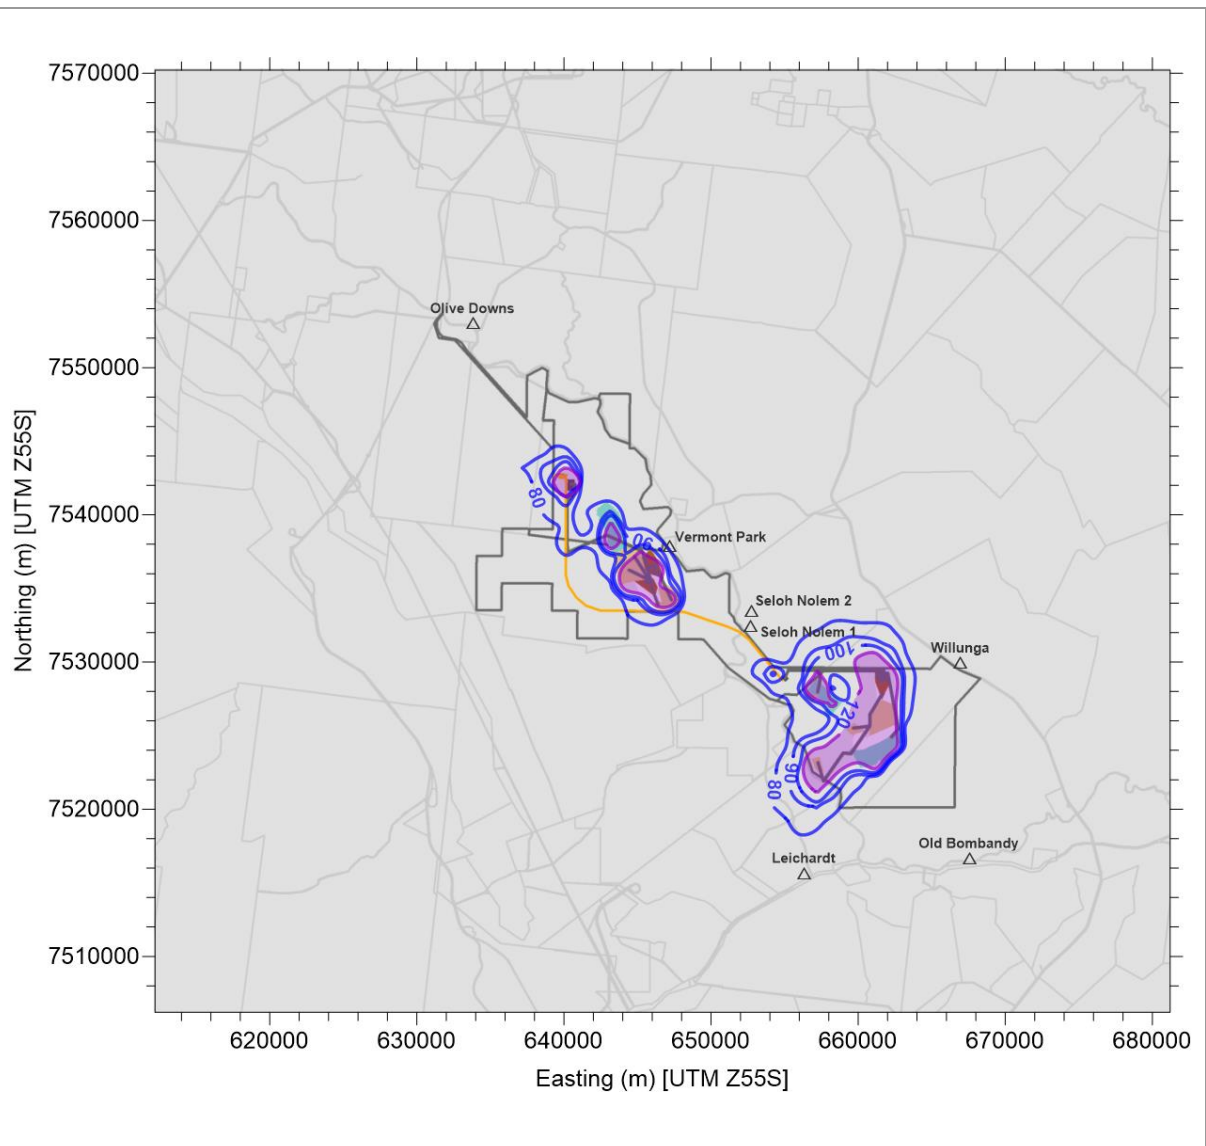 7570000
7560000
7550000
7540000
7530000
7520000
7510000
Northing (m) [UTM Z55S]
Olive Downs
80
90
Vermont Park
Seloh Nolem 2
Seloh Nolem 1
100
Willunga
120
90
80
Leichardt
Old Bombandy
620000 630000 640000 650000 660000 670000 680000
Easting (m) [UTM Z55S]